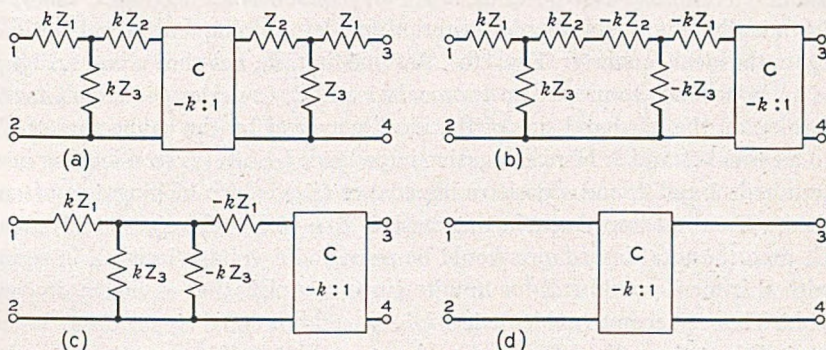 kZ₁ kZ₂ Z₂ Z₁
1 3
C
-k:1
kZ₃ Z₃
2 4
(a)
kZ₁ kZ₂ -kZ₂ -kZ₁
1 3
C
-k:1
kZ₃ -kZ₃
2 4
(b)
kZ₁ -kZ₁
1 3
C
-k:1
kZ₃ -kZ₃
2 4
(c)
1 3
C
-k:1
2 4
(d)